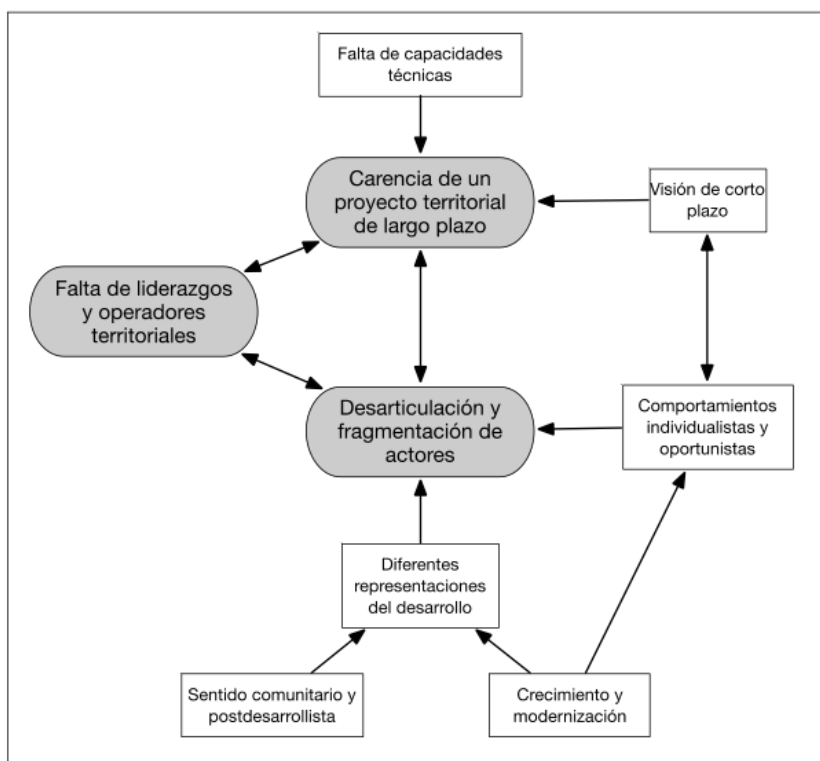 Falta de capacidades
técnicas
Carencia de un
proyecto territorial
de largo plazo
Visión de corto
plazo
Falta de liderazgos
y operadores
territoriales
Desarticulación y
fragmentación de
actores
Comportamientos
individualistas y
oportunistas
Diferentes
representaciones
del desarrollo
Sentido comunitario y
postdesarrollista
Crecimiento y
modernización